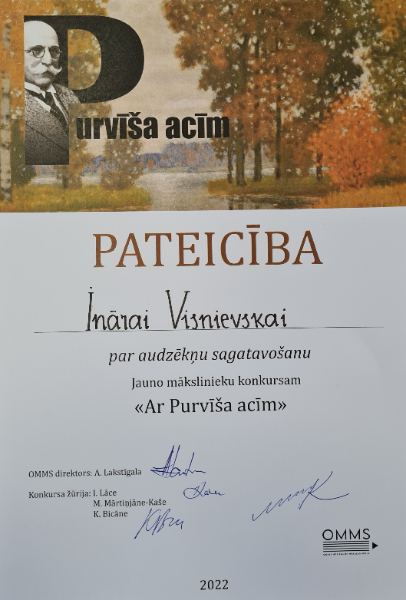 Purvīša acīm
PATEICĪBA
Inārai Visnievskai
par audzēkņu sagatavošanu
Jauno mākslinieku konkursam
«Ar Purvīša acīm»
OMMS direktors: A. Lakstīgala
Konkursa žūrija: I. Lāce
M. Mārtiņjāne-Kaše
K. Bicāne
OMMS
2022